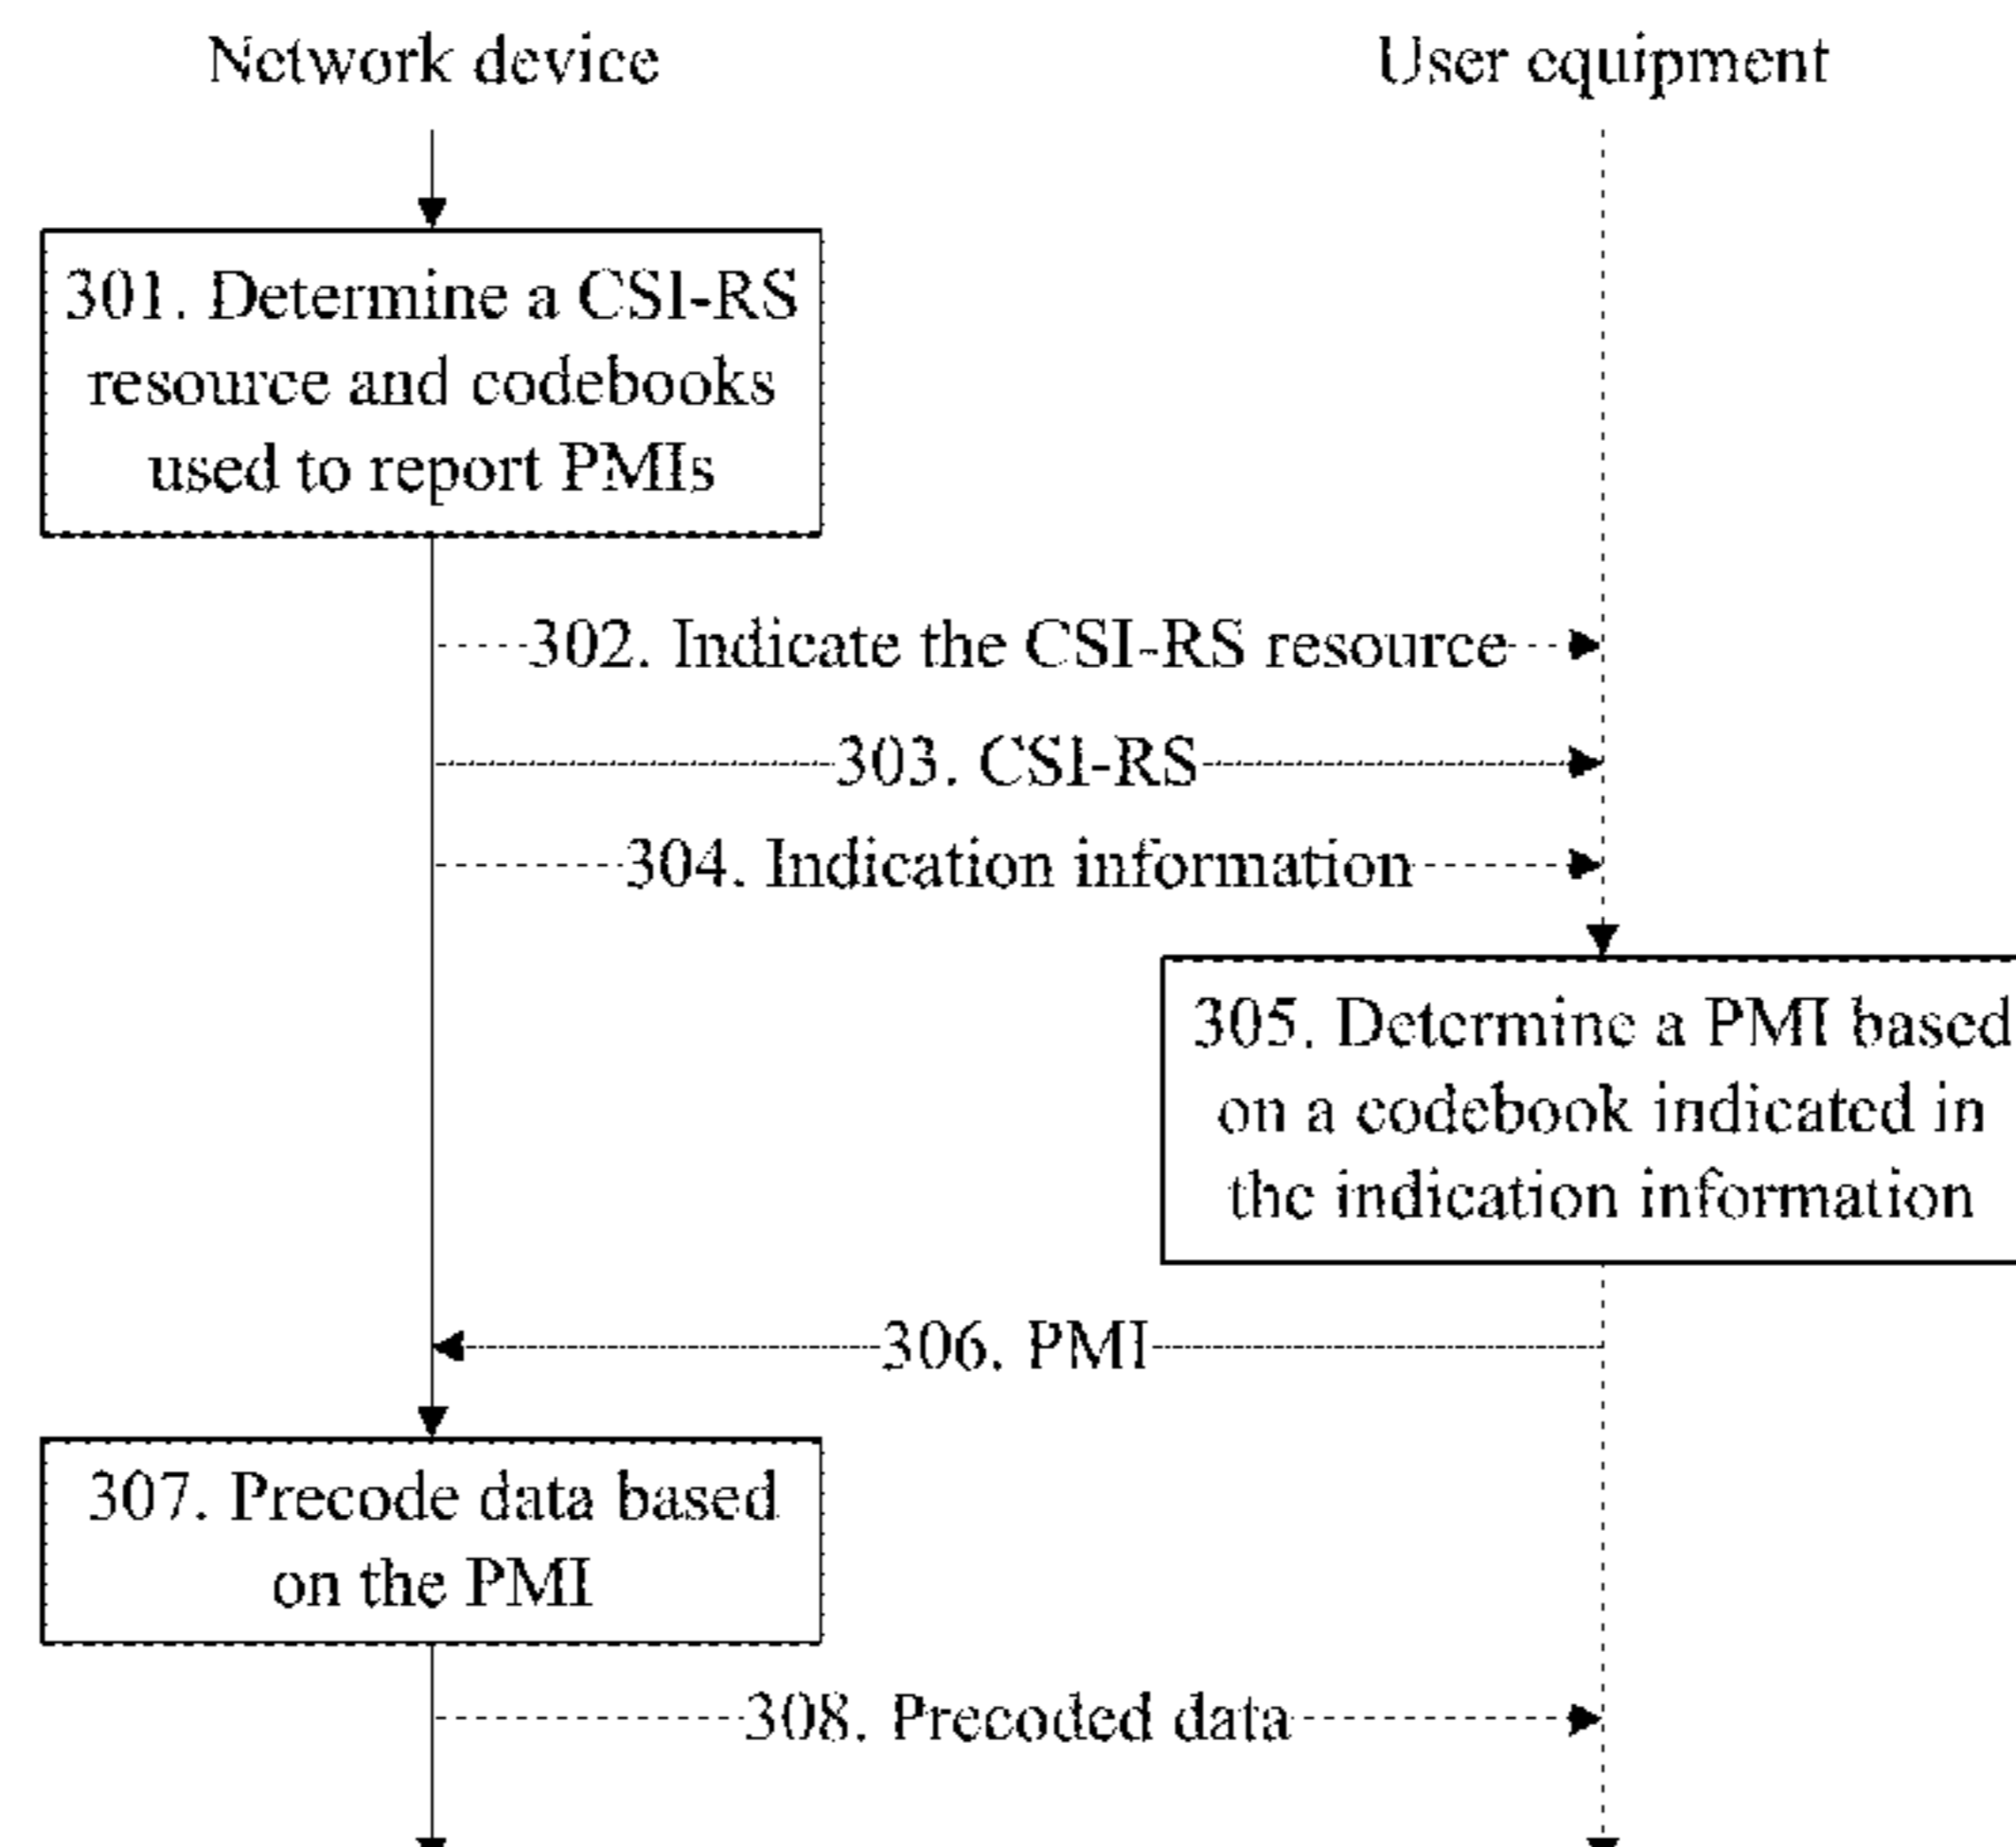 Network device
User equipment
301. Determine a CSI-RS
resource and codebooks
used to report PMIs
302. Indicate the CSI-RS resource
303. CSI-RS
304. Indication information
305. Determine a PMI based
on a codebook indicated in
the indication information
306. PMI
307. Precode data based
on the PMI
308. Precoded data